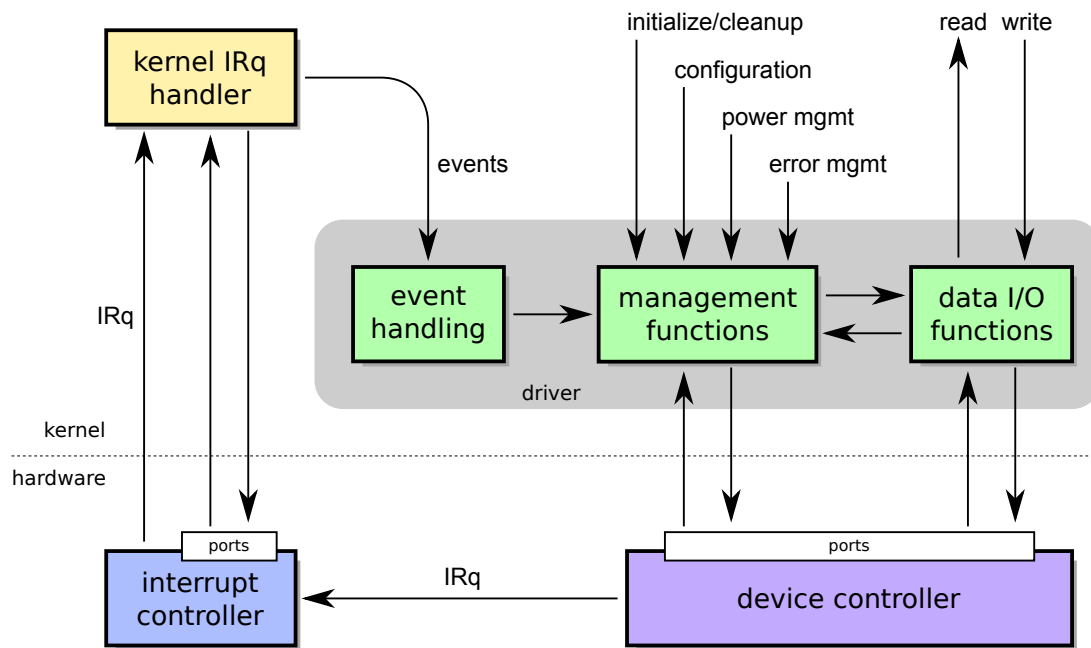 initialize/cleanup
read write
kernel IRq
handler
configuration
power mgmt
events
error mgmt
event
handling
management
functions
data I/O
functions
IRq
driver
kernel
hardware
ports
ports
interrupt
controller
IRq
device controller